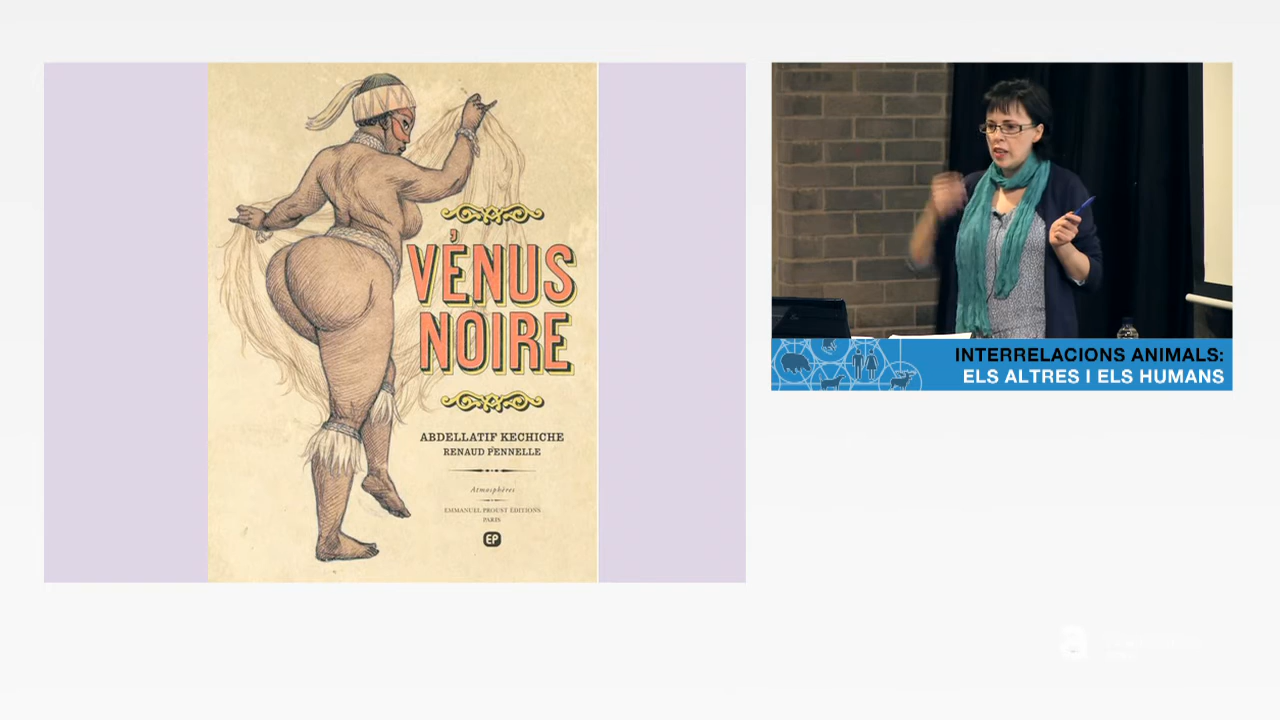 VÉNUS
NOIRE
ABDELLATIF KECHICHE
RENAUD PENNELLE
Atmosphères
EMMANUEL PROUST ÉDITIONS
PARIS
EP
INTERRELACIONS ANIMALS:
ELS ALTRES I ELS HUMANS